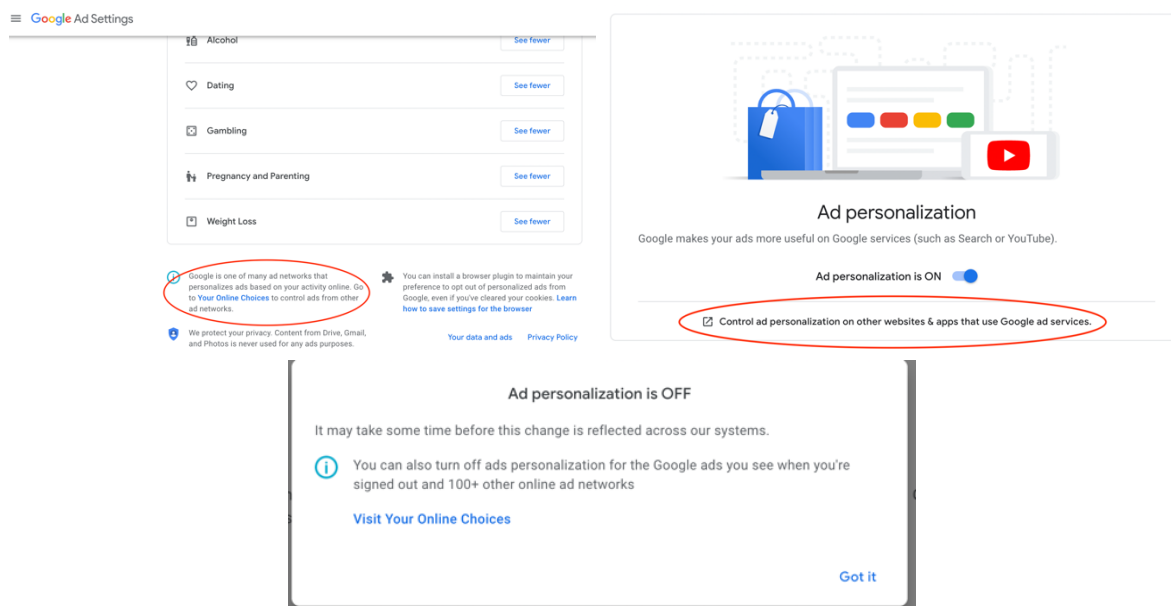 Google Ad Settings
Alcohol
See fewer
Dating
See fewer
Gambling
See fewer
Pregnancy and Parenting
See fewer
Weight Loss
See fewer
Google is one of many ad networks that
personalizes ads based on your activity online. Go
to Your Online Choices to control ads from other
ad networks.
You can install a browser plugin to maintain your
preference to opt out of personalized ads from
Google, even if you've cleared your cookies. Learn
how to save settings for the browser
We protect your privacy. Content from Drive, Gmail,
and Photos is never used for any ads purposes.
Your data and ads
Privacy Policy
Ad personalization
Google makes your ads more useful on Google services (such as Search or YouTube).
Ad personalization is ON
Control ad personalization on other websites & apps that use Google ad services.
Ad personalization is OFF
It may take some time before this change is reflected across our systems.
You can also turn off ads personalization for the Google ads you see when you're
signed out and 100+ other online ad networks
Visit Your Online Choices
Got it